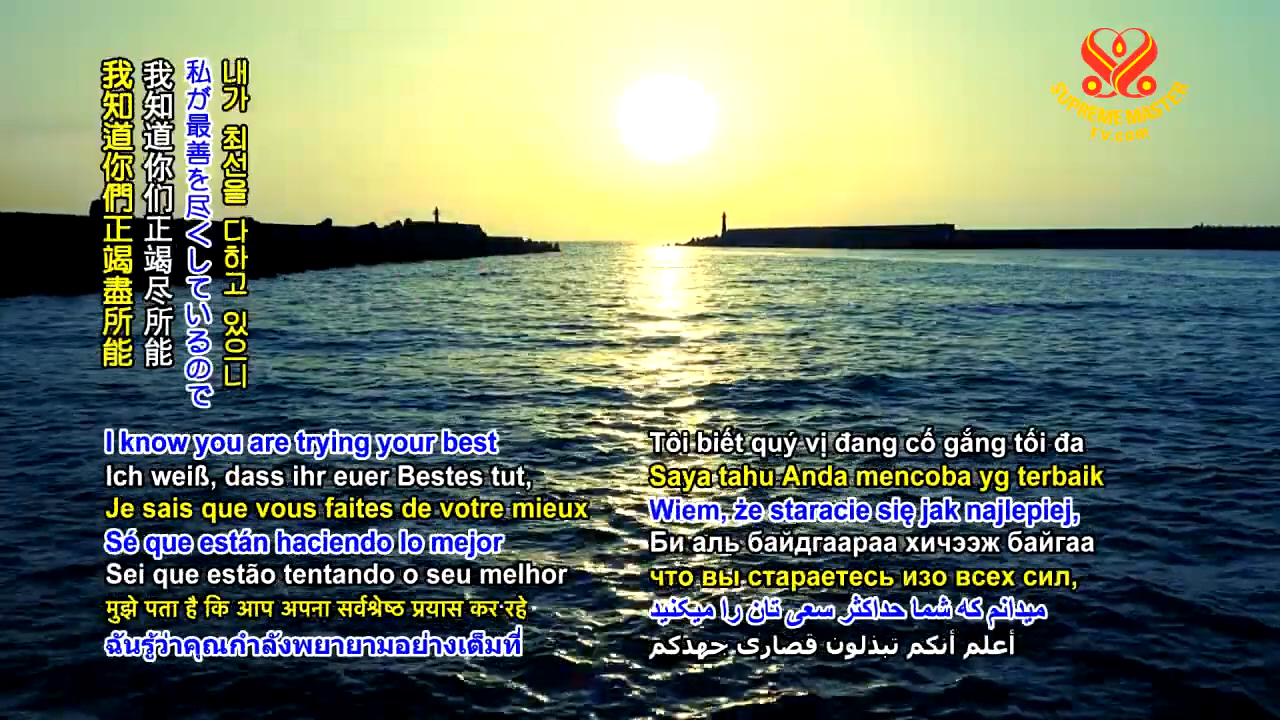 我知道你們正竭盡所能
我知道你们正竭尽所能
私が最善を尽くしているので
내가 최선을 다하고 있으니
SUPREME MASTER
TV.COM
I know you are trying your best
Ich weiß, dass ihr euer Bestes tut,
Je sais que vous faites de votre mieux
Sé que están haciendo lo mejor
Sei que estão tentando o seu melhor
मुझे पता है कि आप अपना सर्वश्रेष्ठ प्रयास कर रहे
ฉันรู้ว่าคุณกำลังพยายามอย่างเต็มที่
Tôi biết quý vị đang cố gắng tối đa
Saya tahu Anda mencoba yg terbaik
Wiem, że staracie się jak najlepiej,
Би аль байдгаараа хичээж байгаа
что вы стараетесь изо всех сил,
میدانم که شما حداکثر سعی تان را میکنید
أعلم أنكم تبذلون قصارى جهذكم